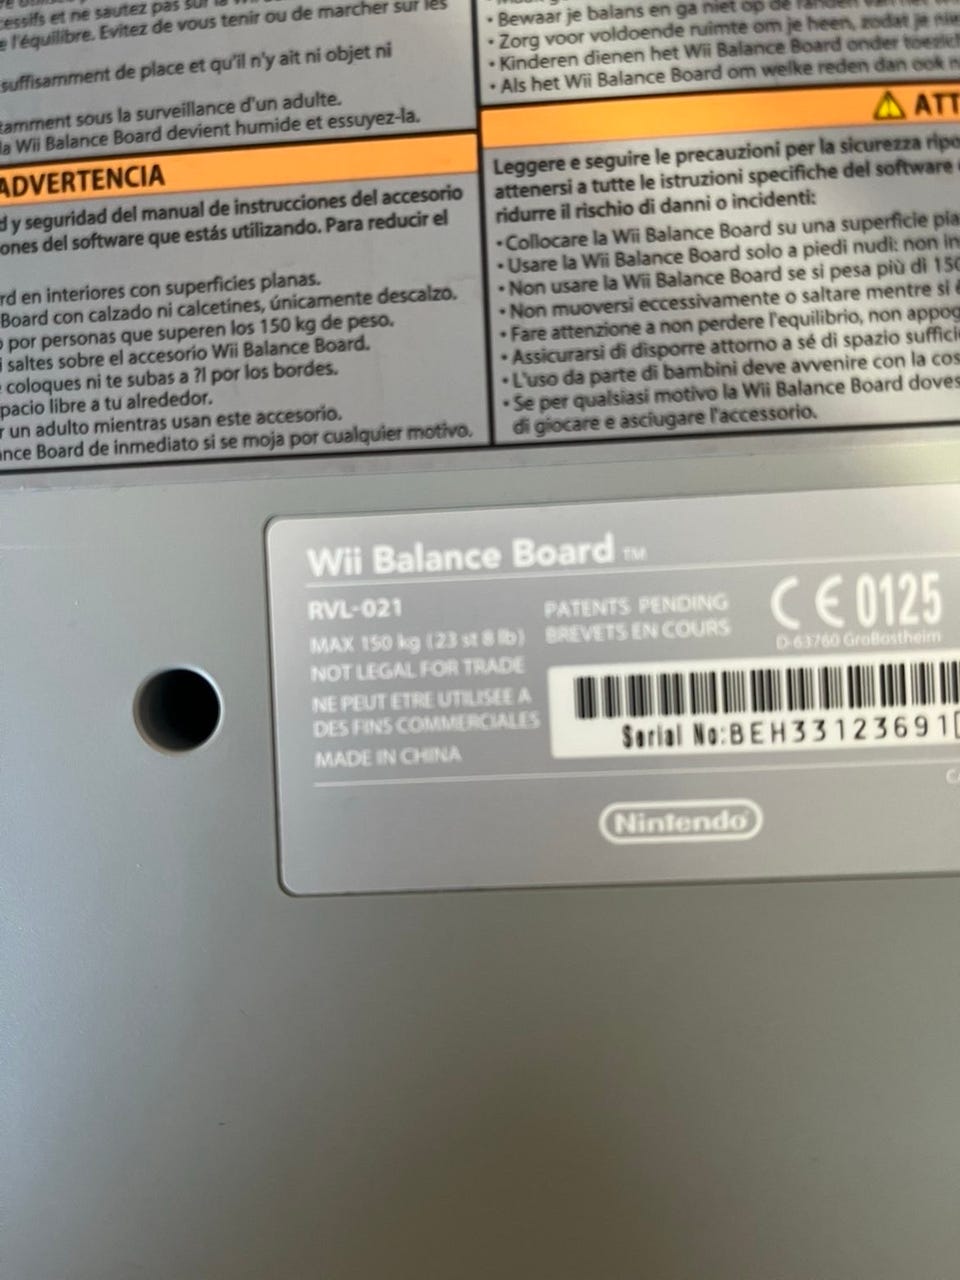 cessifs et ne sautez pas sur la
l'équilibre. Evitez de vous tenir ou de marcher sur les
suffisamment de place et qu'il n'y ait ni objet ni
tamment sous la surveillance d'un adulte.
la Wii Balance Board devient humide et essuyez-la.
ADVERTENCIA
d y seguridad del manual de instrucciones del accesorio
ones del software que estás utilizando. Para reducir el
rd en interiores con superficies planas.
Board con calzado ni calcetines, únicamente descalzo.
por personas que superen los 150 kg de peso.
saltes sobre el accesorio Wii Balance Board.
coloques ni te subas a ?l por los bordes.
pacio libre a tu alrededor.
r un adulto mientras usan este accesorio.
ance Board de inmediato si se moja por cualquier motivo.
• Bewaar je balans en ga niet op de randen van het
• Zorg voor voldoende ruimte om je heen, zodat je nie
• Kinderen dienen het Wii Balance Board onder toezich
• Als het Wii Balance Board om welke reden dan ook n
ATT
Leggere e seguire le precauzioni per la sicurezza ripo
attenersi a tutte le istruzioni specifiche del software
ridurre il rischio di danni o incidenti:
• Collocare la Wii Balance Board su una superficie pia
• Usare la Wii Balance Board solo a piedi nudi: non in
• Non usare la Wii Balance Board se si pesa più di 150
• Non muoversi eccessivamente o saltare mentre si è
• Fare attenzione a non perdere l'equilibrio, non appog
• Assicurarsi di disporre attorno a sé di spazio suffici
• L'uso da parte di bambini deve avvenire con la cos
• Se per qualsiasi motivo la Wii Balance Board doves
di giocare e asciugare l'accessorio.
Wii Balance Board ™
RVL-021
MAX 150 kg (23 st 8 lb)
NOT LEGAL FOR TRADE
NE PEUT ETRE UTILISEE A
DES FINS COMMERCIALES
MADE IN CHINA
PATENTS PENDING
BREVETS EN COURS
CE 0125
D-63760 Großostheim
Serial No:BEH33123691
Nintendo